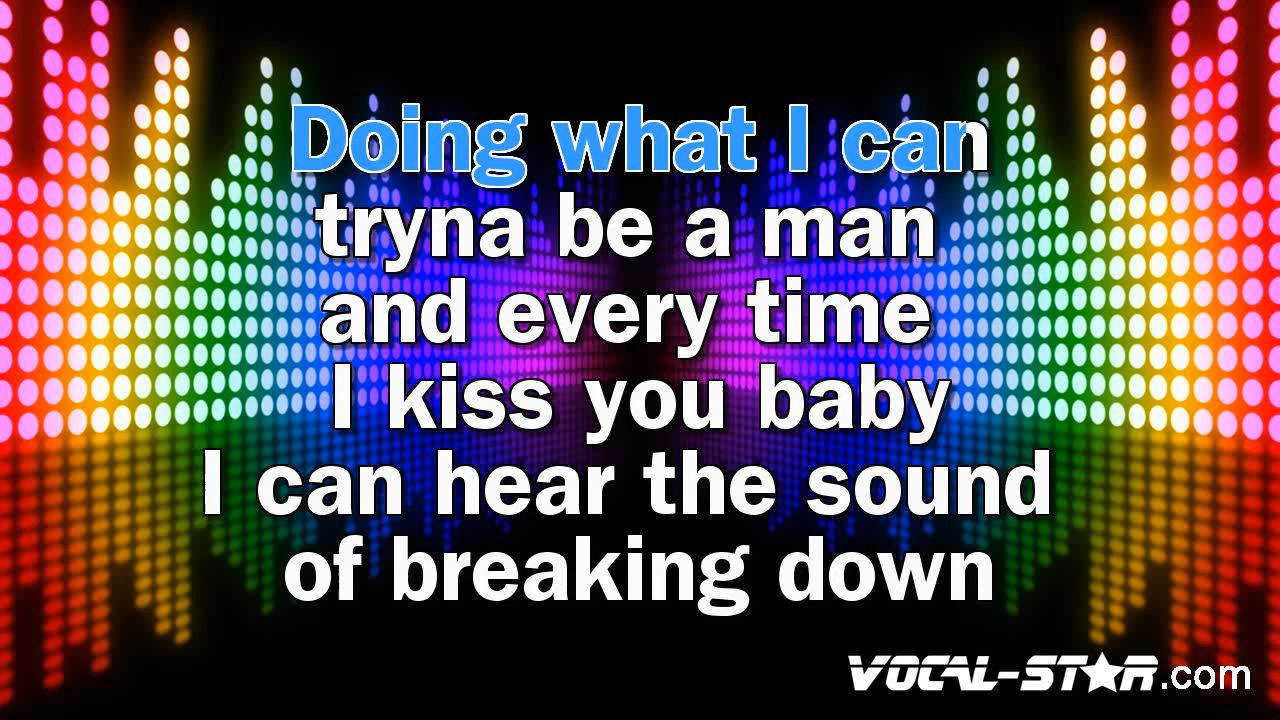 Doing what I can
tryna be a man
and every time
I kiss you baby
I can hear the sound
of breaking down
VOCAL-STAR.com